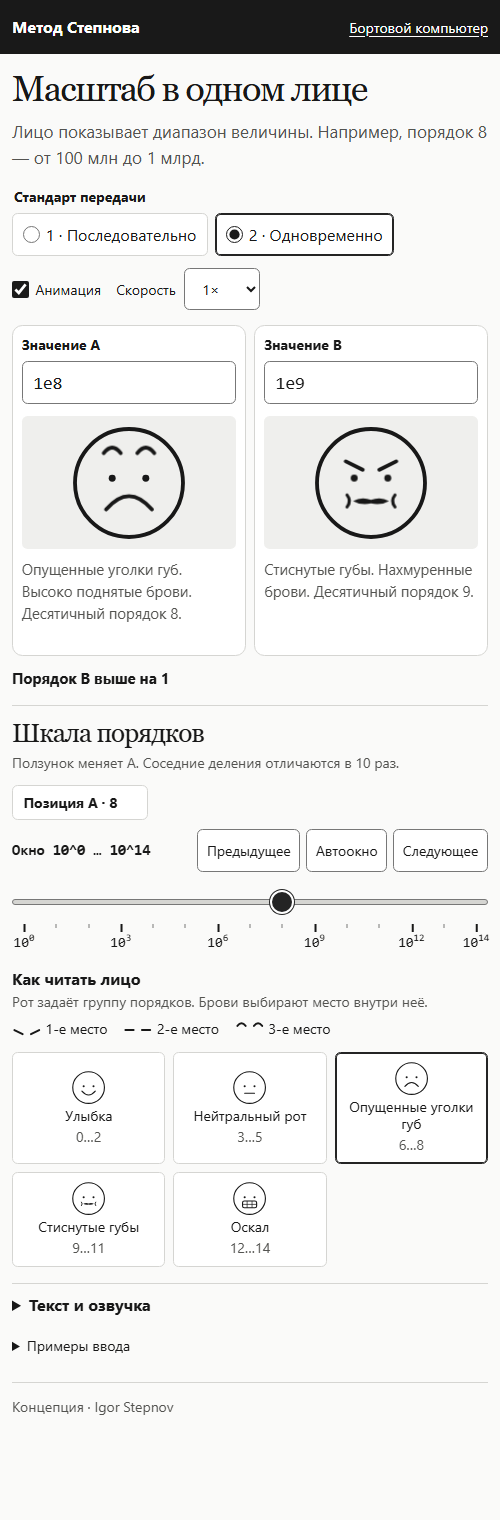 Метод Степнова
Бортовой компьютер
Масштаб в одном лице
Лицо показывает диапазон величины. Например, порядок 8
— от 100 млн до 1 млрд.
Стандарт передачи
1 · Последовательно
2 · Одновременно
Анимация
Скорость
1×
Значение A
1e8
Опущенные уголки губ.
Высоко поднятые брови.
Десятичный порядок 8.
Значение B
1e9
Стиснутые губы. Нахмуренные
брови. Десятичный порядок 9.
Порядок B выше на 1
Шкала порядков
Ползунок меняет A. Соседние деления отличаются в 10 раз.
Позиция A · 8
Окно 10^0 … 10^14
Предыдущее
Автоокно
Следующее
10⁰ 10³ 10⁶ 10⁹ 10¹² 10¹⁴
Как читать лицо
Рот задаёт группу порядков. Брови выбирают место внутри неё.
1-е место
2-е место
3-е место
Улыбка
0…2
Нейтральный рот
3…5
Опущенные уголки
губ
6…8
Стиснутые губы
9…11
Оскал
12…14
Текст и озвучка
Примеры ввода
Концепция · Igor Stepnov